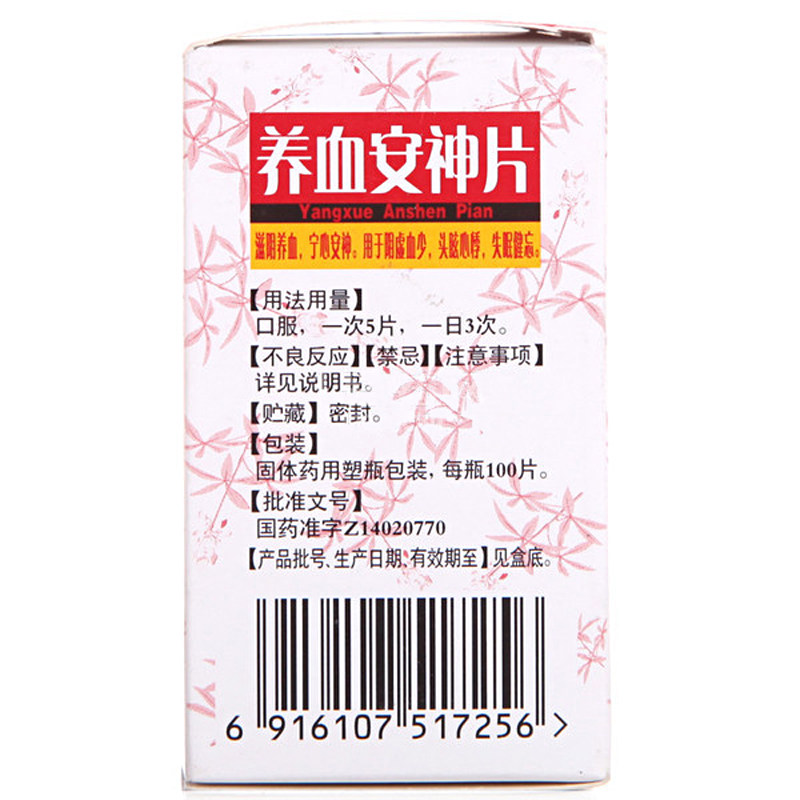 养血安神片
Yangxue Anshen Pian
滋阴养血，宁心安神。用于阴虚血少，头眩心悸，失眠健忘。
【用法用量】
口服，一次5片，一日3次。
【不良反应】【禁忌】【注意事项】
详见说明书。
【贮藏】密封。
【包装】
固体药用塑瓶包装，每瓶100片。
【批准文号】
国药准字Z14020770
【产品批号、生产日期、有效期至】见盒底。
6 916107 517256 >